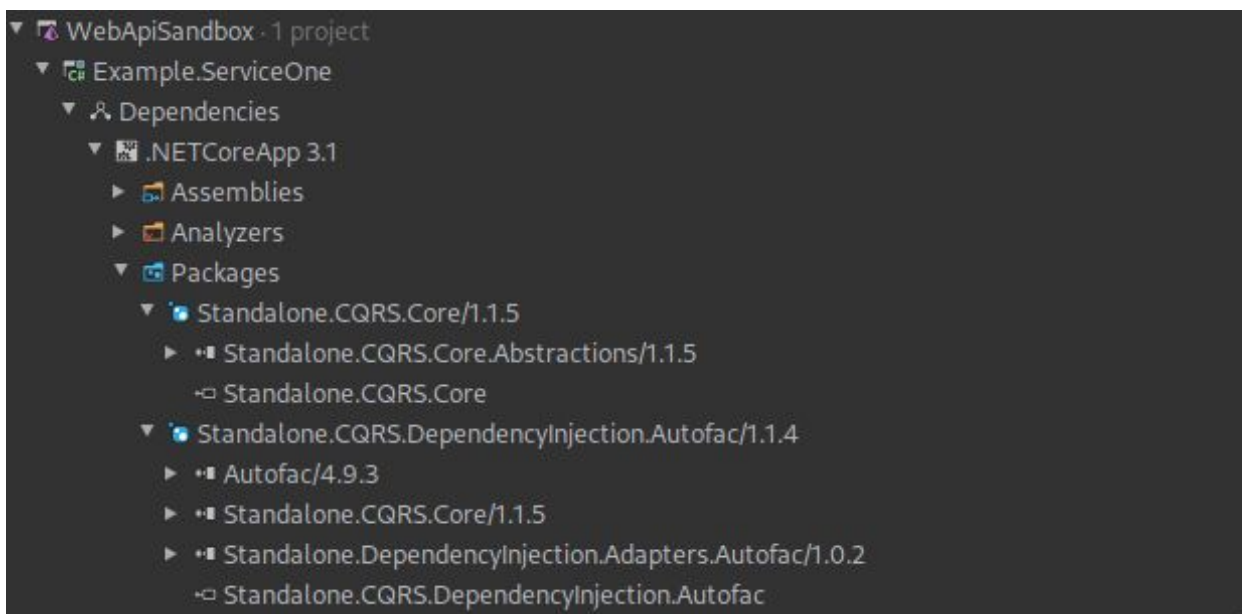 WebApiSandbox · 1 project
Example.ServiceOne
Dependencies
.NETCoreApp 3.1
Assemblies
Analyzers
Packages
Standalone.CQRS.Core/1.1.5
Standalone.CQRS.Core.Abstractions/1.1.5
Standalone.CQRS.Core
Standalone.CQRS.DependencyInjection.Autofac/1.1.4
Autofac/4.9.3
Standalone.CQRS.Core/1.1.5
Standalone.DependencyInjection.Adapters.Autofac/1.0.2
Standalone.CQRS.DependencyInjection.Autofac